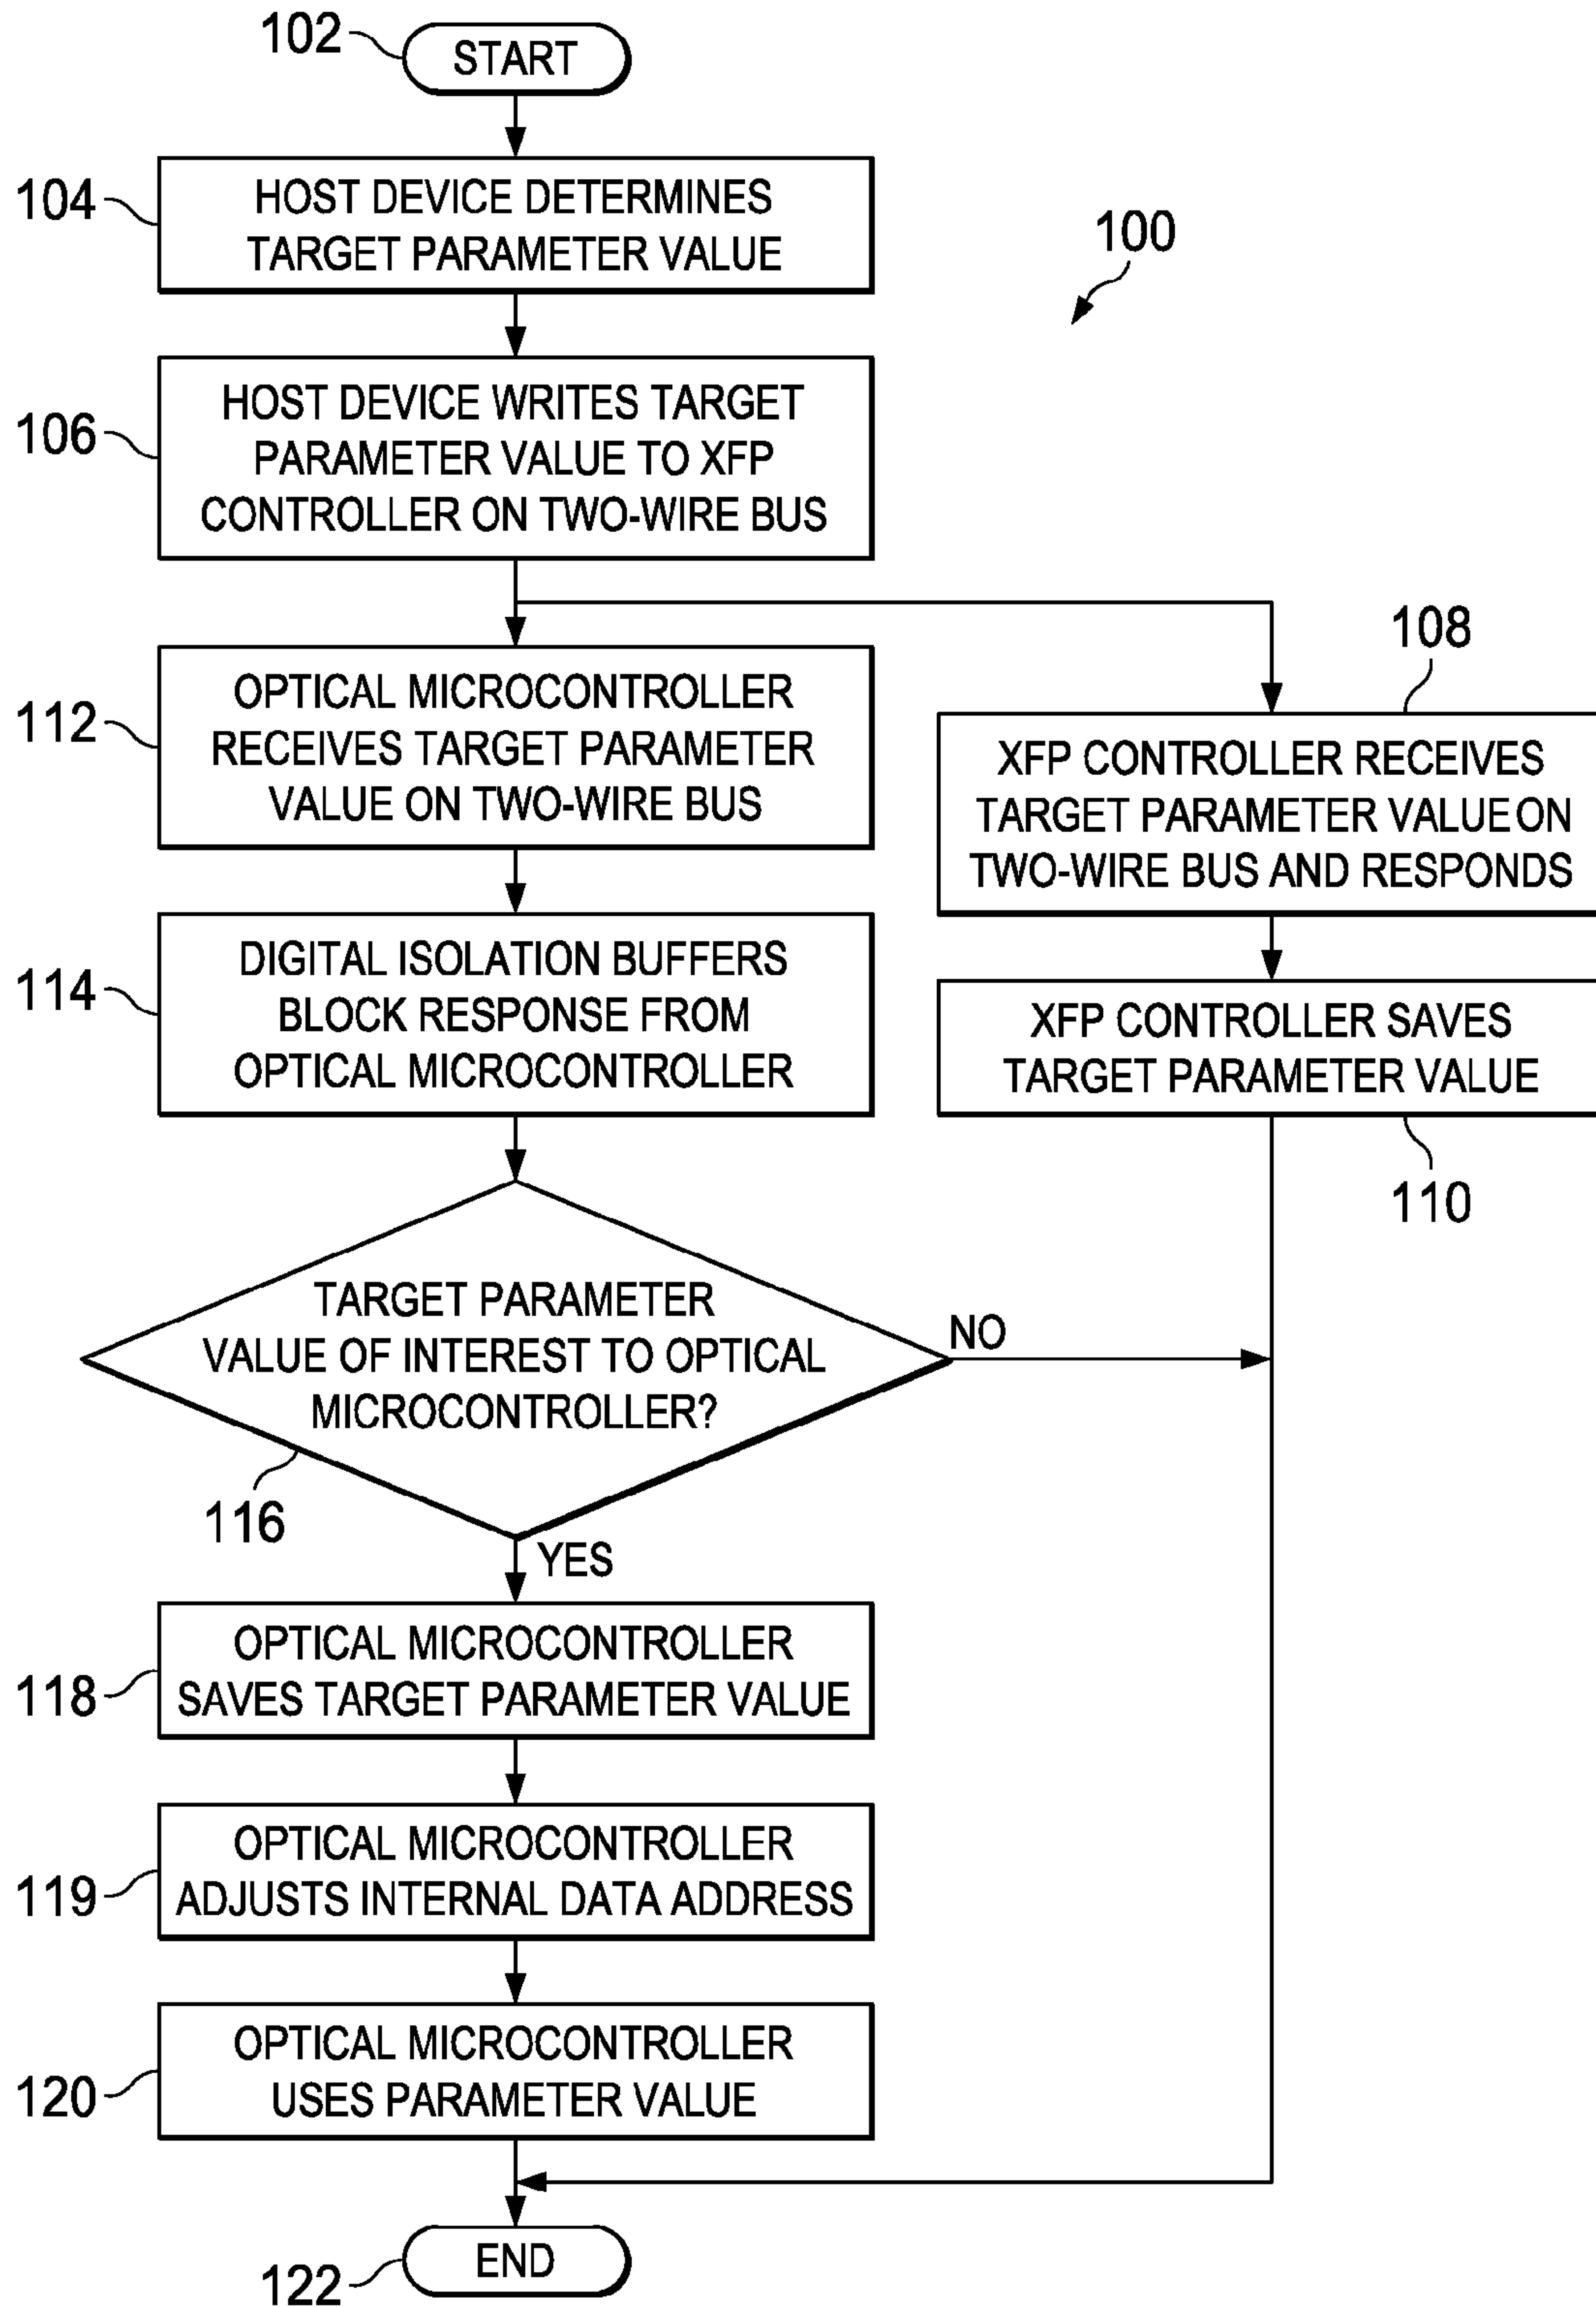 102
START
104
HOST DEVICE DETERMINES
TARGET PARAMETER VALUE
100
106
HOST DEVICE WRITES TARGET
PARAMETER VALUE TO XFP
CONTROLLER ON TWO-WIRE BUS
112
OPTICAL MICROCONTROLLER
RECEIVES TARGET PARAMETER
VALUE ON TWO-WIRE BUS
108
XFP CONTROLLER RECEIVES
TARGET PARAMETER VALUE ON
TWO-WIRE BUS AND RESPONDS
114
DIGITAL ISOLATION BUFFERS
BLOCK RESPONSE FROM
OPTICAL MICROCONTROLLER
XFP CONTROLLER SAVES
TARGET PARAMETER VALUE
110
TARGET PARAMETER
VALUE OF INTEREST TO OPTICAL
MICROCONTROLLER?
NO
116
YES
118
OPTICAL MICROCONTROLLER
SAVES TARGET PARAMETER VALUE
119
OPTICAL MICROCONTROLLER
ADJUSTS INTERNAL DATA ADDRESS
120
OPTICAL MICROCONTROLLER
USES PARAMETER VALUE
END
122